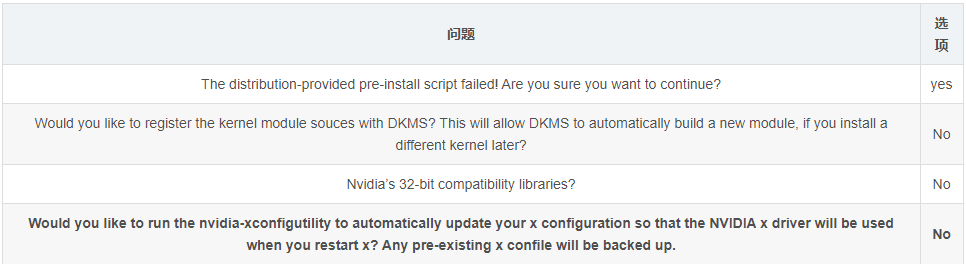 问题
选
项
The distribution-provided pre-install script failed! Are you sure you want to continue?
yes
Would you like to register the kernel module souces with DKMS? This will allow DKMS to automatically build a new module, if you install a
different kernel later?
No
Nvidia’s 32-bit compatibility libraries?
No
Would you like to run the nvidia-xconfigutility to automatically update your x configuration so that the NVIDIA x driver will be used
when you restart x? Any pre-existing x confile will be backed up.
No